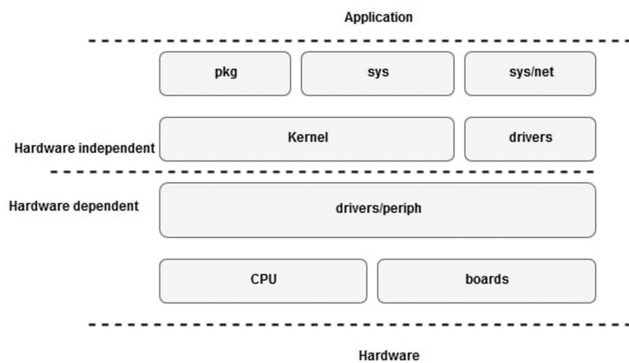 Application
pkg sys sys/net
Hardware independent Kernel drivers
Hardware dependent drivers/periph
CPU boards
Hardware